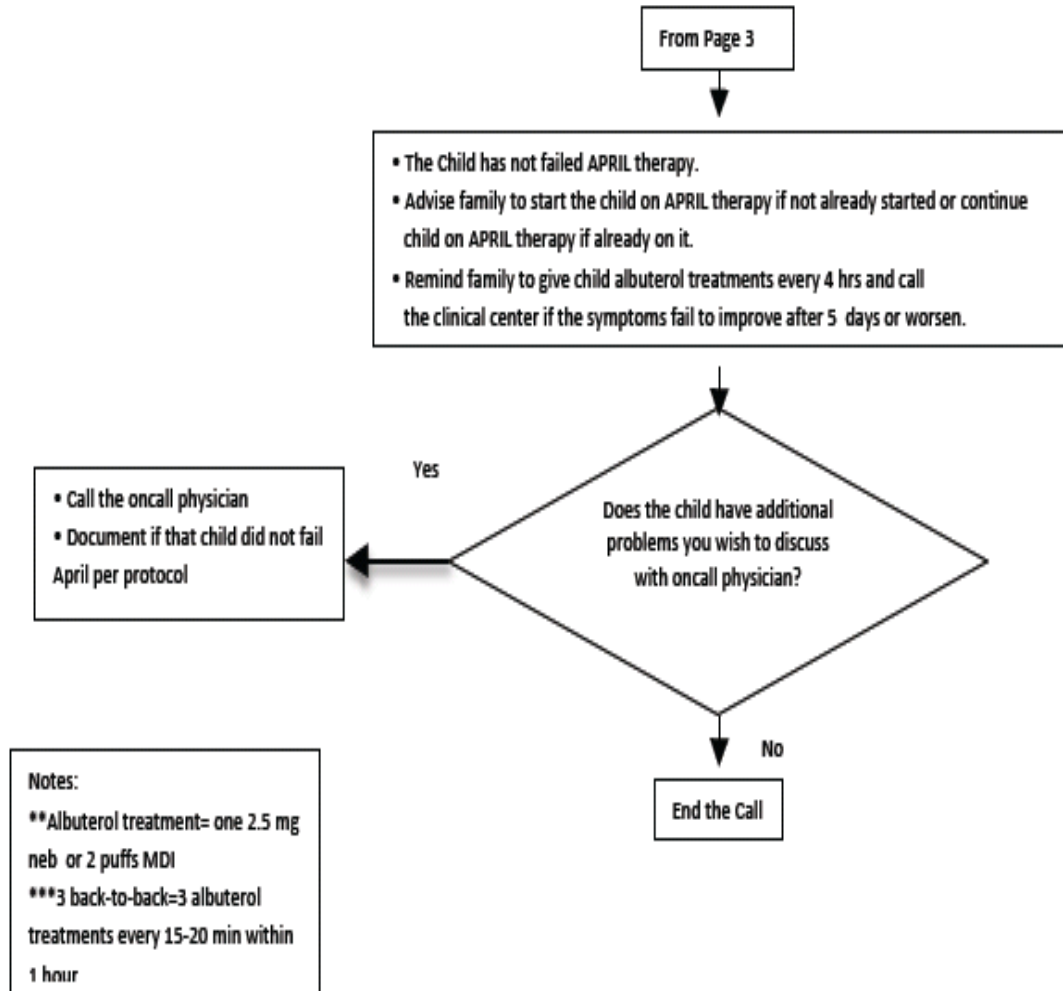 From Page 3
• The Child has not failed APRIL therapy.
• Advise family to start the child on APRIL therapy if not already started or continue
child on APRIL therapy if already on it.
• Remind family to give child albuterol treatments every 4 hrs and call
the clinical center if the symptoms fail to improve after 5 days or worsen.
Yes
• Call the oncall physician
• Document if that child did not fail
April per protocol
Does the child have additional
problems you wish to discuss
with oncall physician?
No
End the Call
Notes:
**Albuterol treatment= one 2.5 mg
neb or 2 puffs MDI
***3 back-to-back=3 albuterol
treatments every 15-20 min within
1 hour